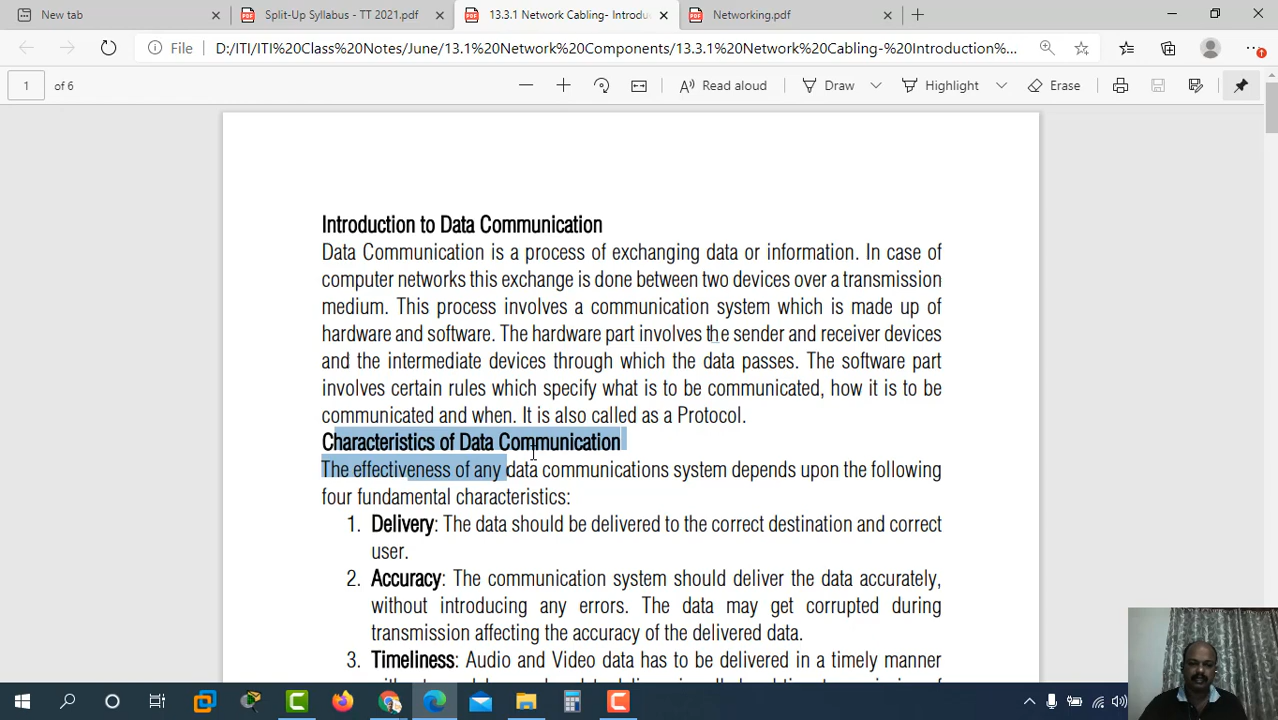 New tab
Split-Up Syllabus - TT 2021.pdf
13.3.1 Network Cabling- Introdu
Networking.pdf
File
D:/ITI/ITI%20Class%20Notes/June/13.1%20Network%20Components/13.3.1%20Network%20Cabling-%20Introduction%...
1
of 6
Read aloud
Draw
Highlight
Erase
Introduction to Data Communication
Data Communication is a process of exchanging data or information. In case of
computer networks this exchange is done between two devices over a transmission
medium. This process involves a communication system which is made up of
hardware and software. The hardware part involves the sender and receiver devices
and the intermediate devices through which the data passes. The software part
involves certain rules which specify what is to be communicated, how it is to be
communicated and when. It is also called as a Protocol.
Characteristics of Data Communication
The effectiveness of any data communications system depends upon the following
four fundamental characteristics:
1. Delivery: The data should be delivered to the correct destination and correct
user.
2. Accuracy: The communication system should deliver the data accurately,
without introducing any errors. The data may get corrupted during
transmission affecting the accuracy of the delivered data.
3. Timeliness: Audio and Video data has to be delivered in a timely manner